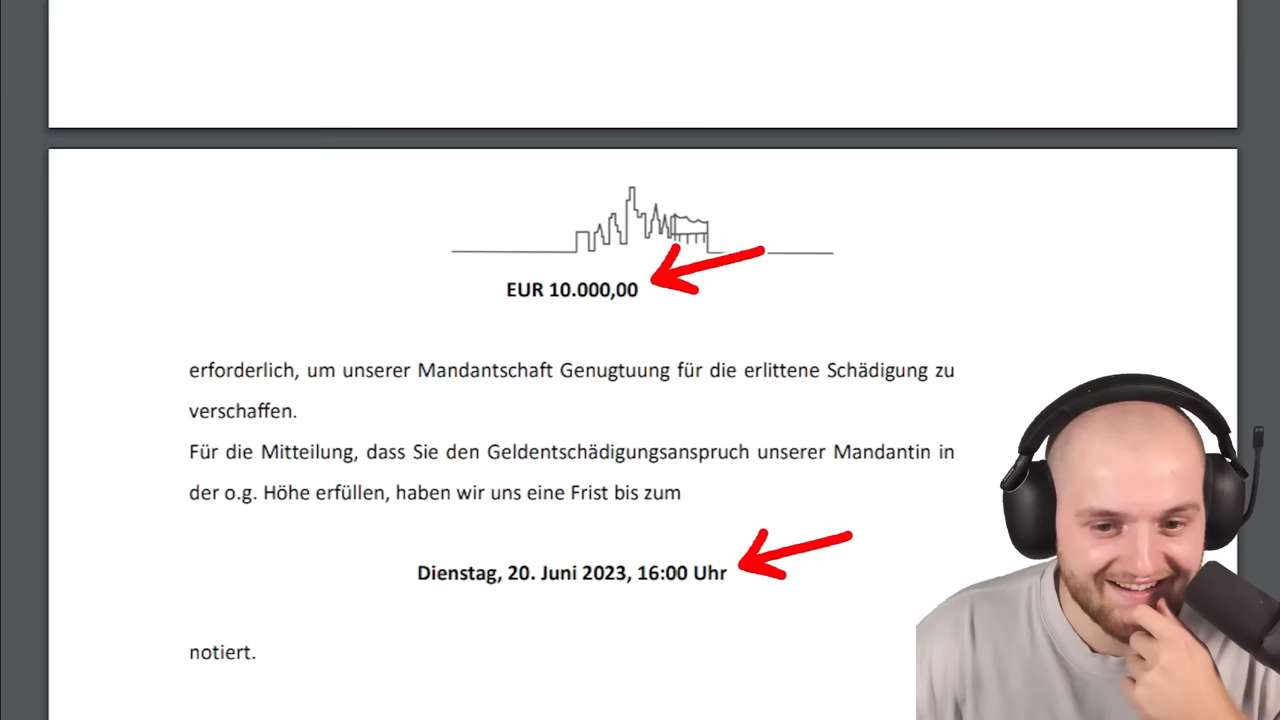 EUR 10.000,00
erforderlich, um unserer Mandantschaft Genugtuung für die erlittene Schädigung zu
verschaffen.
Für die Mitteilung, dass Sie den Geldentschädigungsanspruch unserer Mandantin in
der o.g. Höhe erfüllen, haben wir uns eine Frist bis zum
Dienstag, 20. Juni 2023, 16:00 Uhr
notiert.